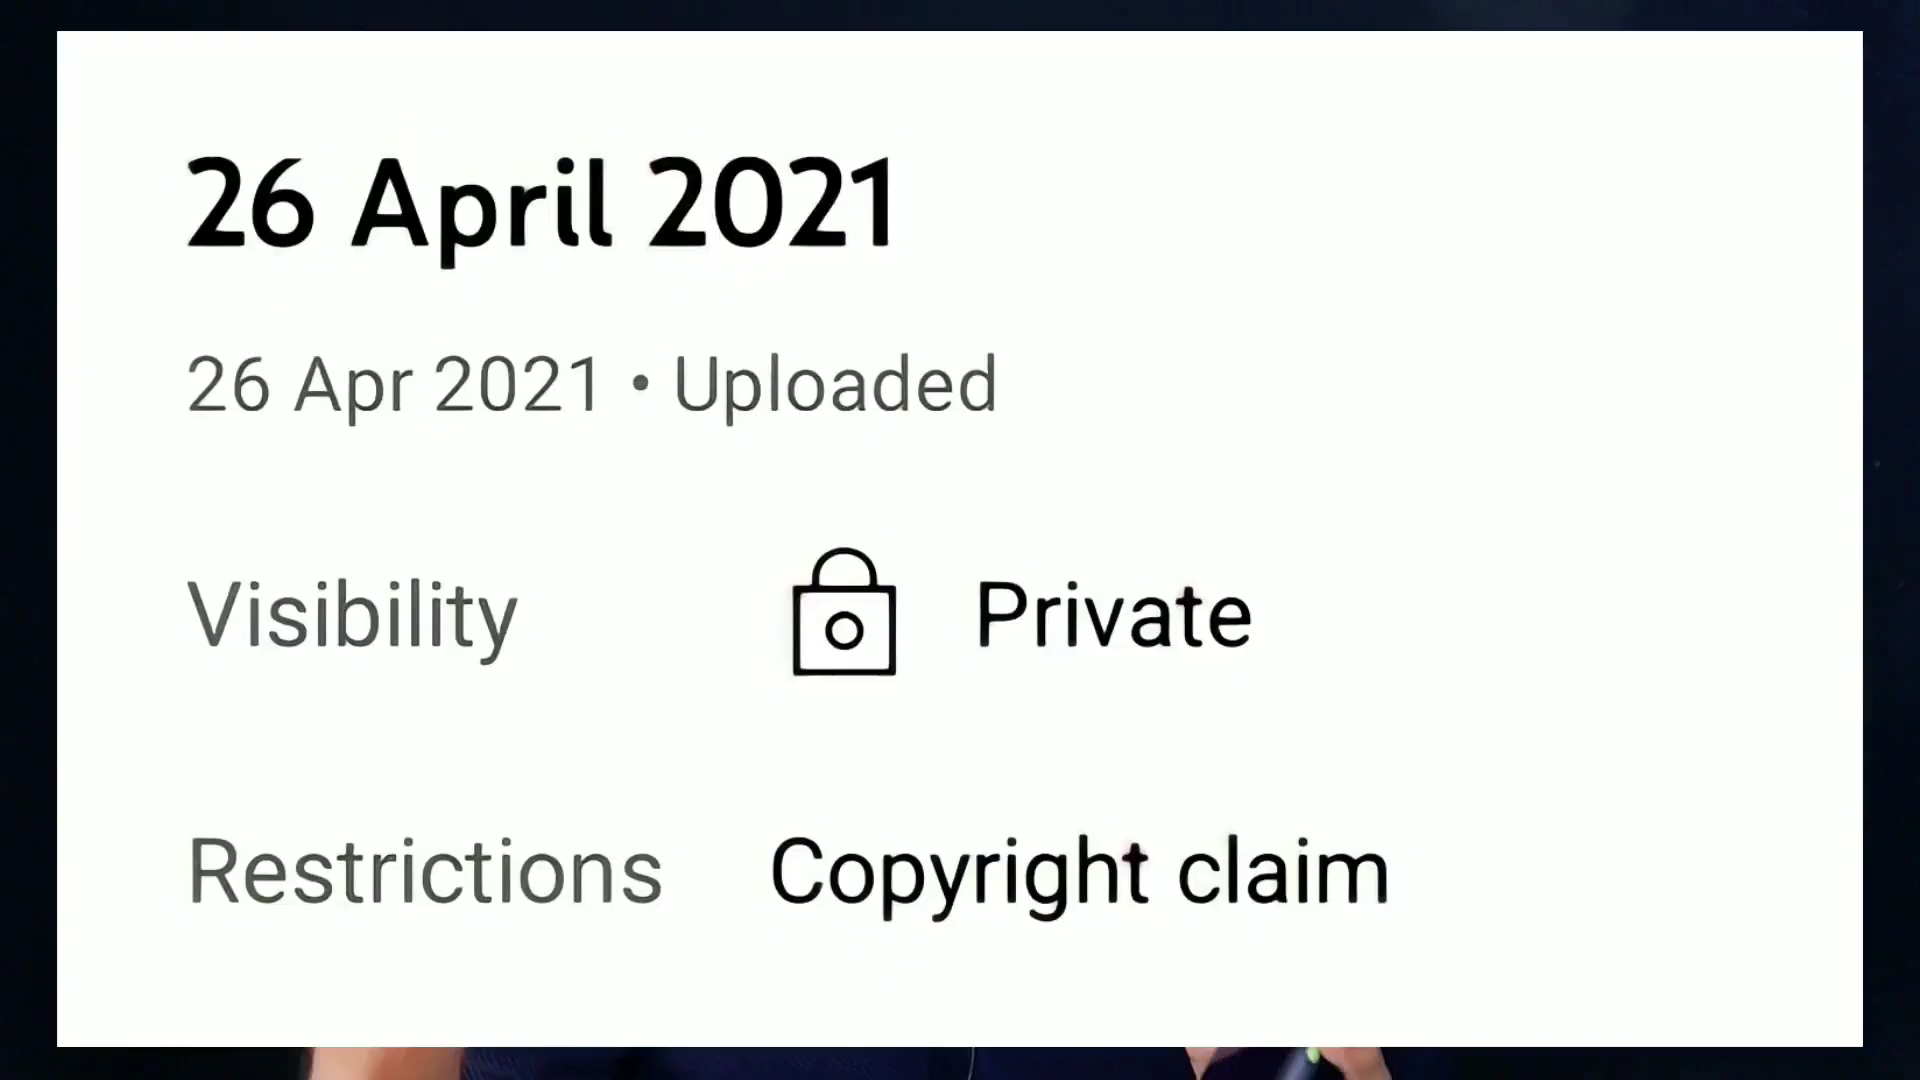 26 April 2021
26 Apr 2021 • Uploaded
Visibility Private
Restrictions Copyright claim